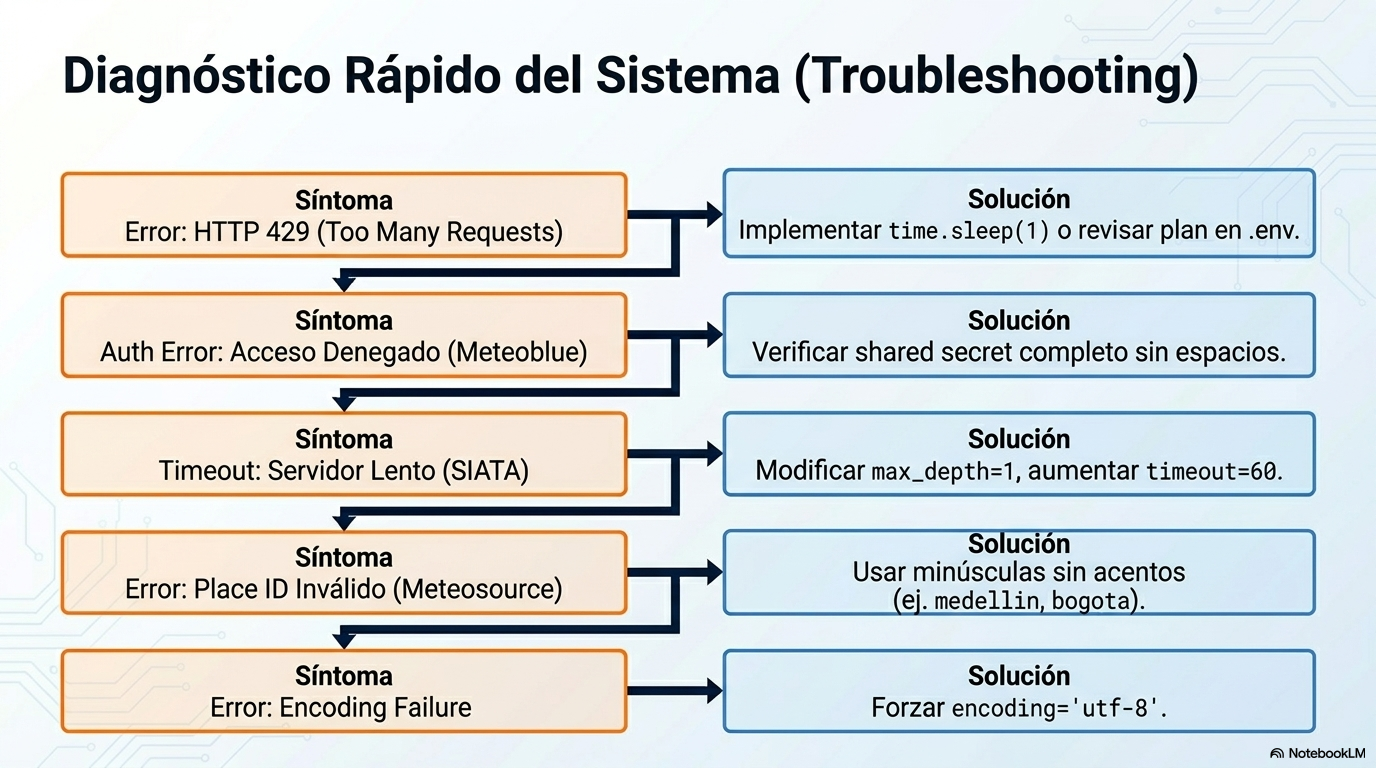 Diagnóstico Rápido del Sistema (Troubleshooting)
Síntoma
Error: HTTP 429 (Too Many Requests)
Solución
Implementar time.sleep(1) o revisar plan en .env.
Síntoma
Auth Error: Acceso Denegado (Meteoblue)
Solución
Verificar shared secret completo sin espacios.
Síntoma
Timeout: Servidor Lento (SIATA)
Solución
Modificar max_depth=1, aumentar timeout=60.
Síntoma
Error: Place ID Inválido (Meteosource)
Solución
Usar minúsculas sin acentos
(ej. medellin, bogota).
Síntoma
Error: Encoding Failure
Solución
Forzar encoding='utf-8'.
NotebookLM